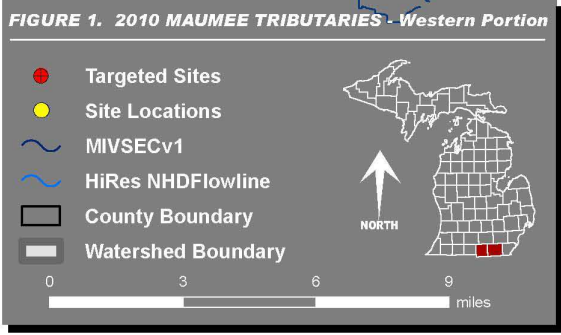 FIGURE 1. 2010 MAUMEE TRIBUTARIES - Western Portion
Targeted Sites
Site Locations
MIVSECv1
HiRes NHDFlowline
County Boundary
Watershed Boundary
NORTH
0 3 6 9
miles